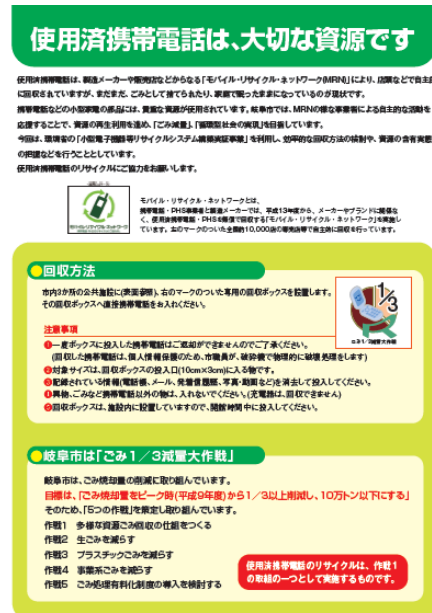 使用済携帯電話は、大切な資源です
使用済携帯電話は、製造メーカーや販売店などからなる「モバイル・リサイクル・ネットワーク(MRN)」により、店頭などで自主的
に回収されていますが、まだまだ、ごみとして捨てられたり、家庭で眠ったままになっているのが現状です。
携帯電話などの小型家電の部品には、貴重な資源が使用されています。岐阜市では、MRNの様な事業者による自主的な活動を
応援することで、資源の再生利用を進め、「ごみ減量」、「循環型社会の実現」を目指しています。
今回は、環境省の「小型電子機器等リサイクルシステム構築実証事業」を利用し、効率的な回収方法の検討や、資源の含有実態
の把握などを行うこととしています。
使用済携帯電話のリサイクルにご協力をお願いします。
モバイル・リサイクル・ネットワークとは、
携帯電話・PHS事業者と製造メーカーでは、平成13年度から、メーカーやブランドに関係な
く、使用済携帯電話・PHSを無償で回収する「モバイル・リサイクル・ネットワーク」を実施し
ています。右のマークのついた全国約10,000店の専売店等で自主的に回収を行っています。
モバイル・リサイクル・ネットワーク
回収方法
市内3か所の公共施設に(表面参照)、右のマークのついた専用の回収ボックスを設置します。
その回収ボックスへ直接携帯電話をお入れください。
1/3
ごみ1/3減量大作戦
注意事項
❶一度ボックスに投入した携帯電話はご返却ができませんのでご了承ください。
(回収した携帯電話は、個人情報保護のため、市職員が、破砕機で物理的に破壊処理をします)
❷対象サイズは、回収ボックスの投入口(10cm×3cm)に入る物です。
❸記録されている情報(電話帳、メール、発着信履歴、写真・動画など)を消去して投入してください。
❹異物、ごみなど携帯電話以外の物は、入れないでください。(充電器は、回収できません)
❺回収ボックスは、施設内に設置していますので、開館時間中に投入してください。
岐阜市は「ごみ1/3減量大作戦」
岐阜市は、ごみ焼却量の削減に取り組んでいます。
目標は、「ごみ焼却量をピーク時(平成9年度)から1/3以上削減し、10万トン以下にする」
そのため、「5つの作戦」を策定し取り組んでいます。
作戦1 多様な資源ごみ回収の仕組をつくる
作戦2 生ごみを減らす
作戦3 プラスチックごみを減らす
作戦4 事業系ごみを減らす
作戦5 ごみ処理有料化制度の導入を検討する
使用済携帯電話のリサイクルは、作戦1
の取組の一つとして実施するものです。